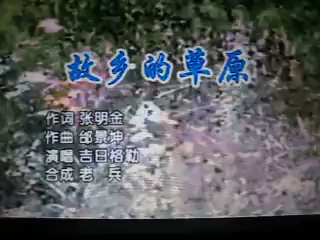 故乡的草原
作词 张明金
作曲 邰景坤
演唱 吉日格勒
合成 老 兵